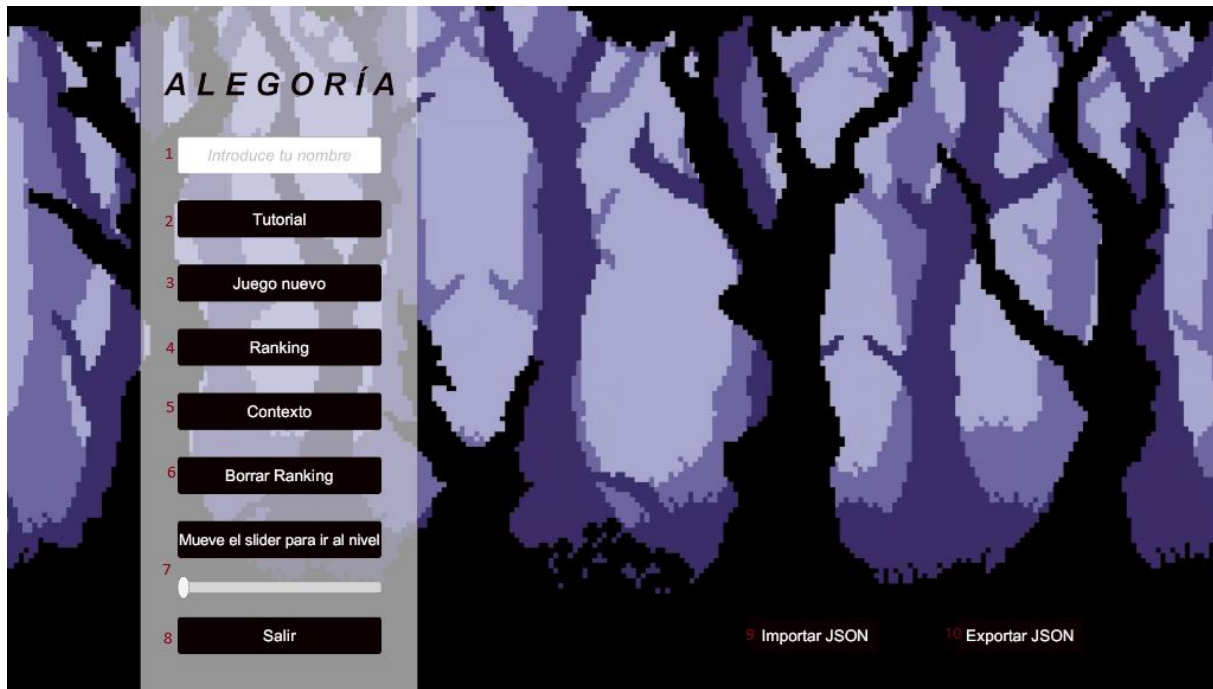 ALEGORÍA
1 Introduce tu nombre
2 Tutorial
3 Juego nuevo
4 Ranking
5 Contexto
6 Borrar Ranking
Mueve el slider para ir al nivel
7
8 Salir
9 Importar JSON
10 Exportar JSON